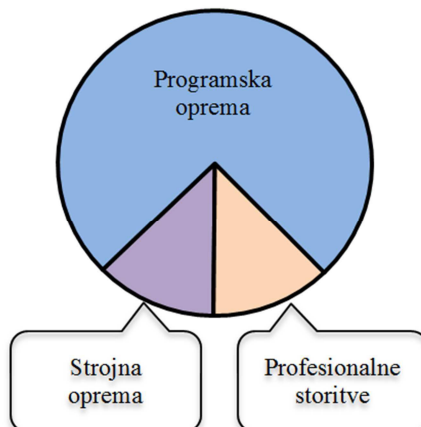 Programska
oprema
Strojna
oprema
Profesionalne
storitve